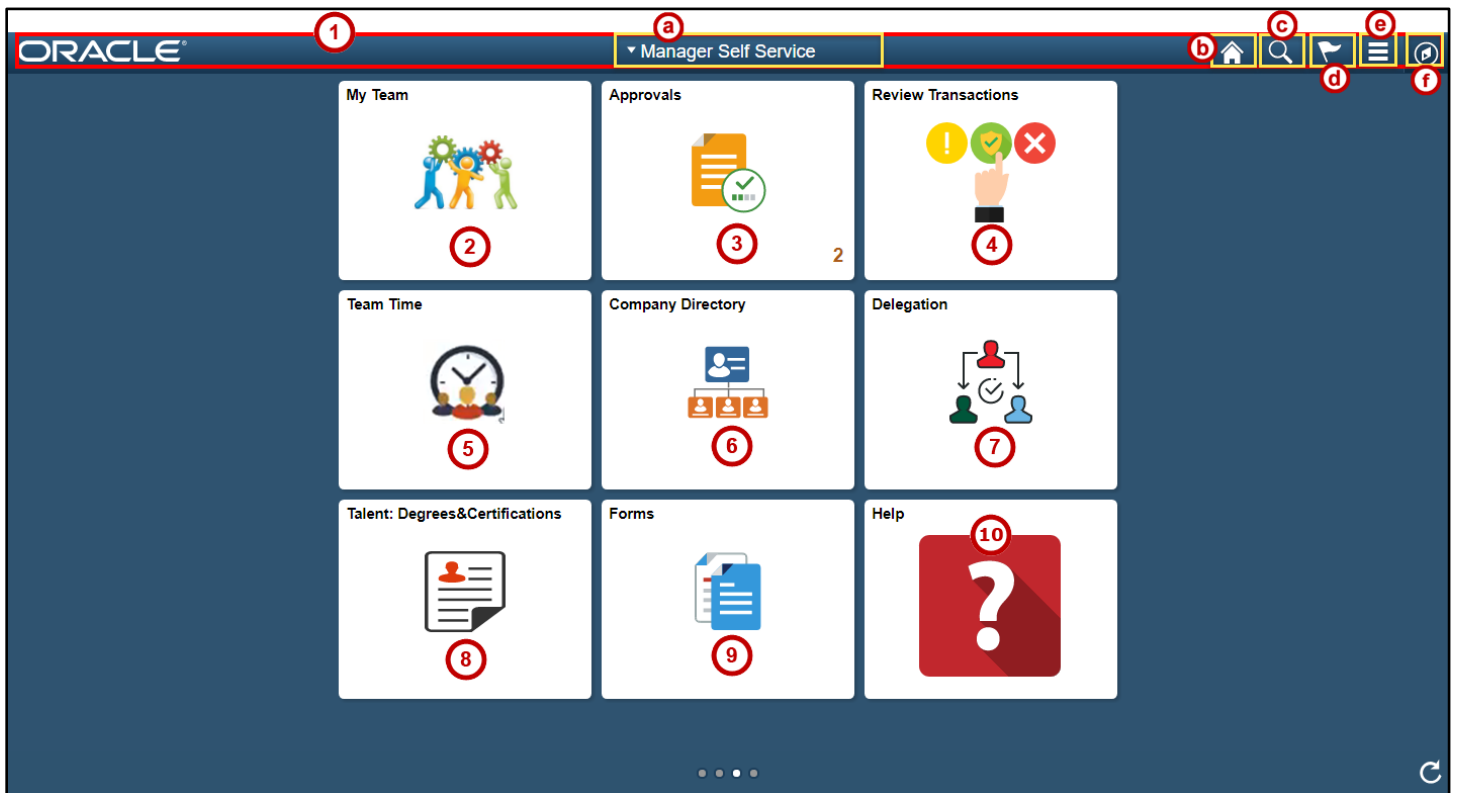 1
a
c
e
ORACLE®
▾ Manager Self Service
b
d
f
My Team
Approvals
Review Transactions
!
2
3
4
2
Team Time
Company Directory
Delegation
5
6
7
Talent: Degrees&Certifications
Forms
Help
10
?
8
9